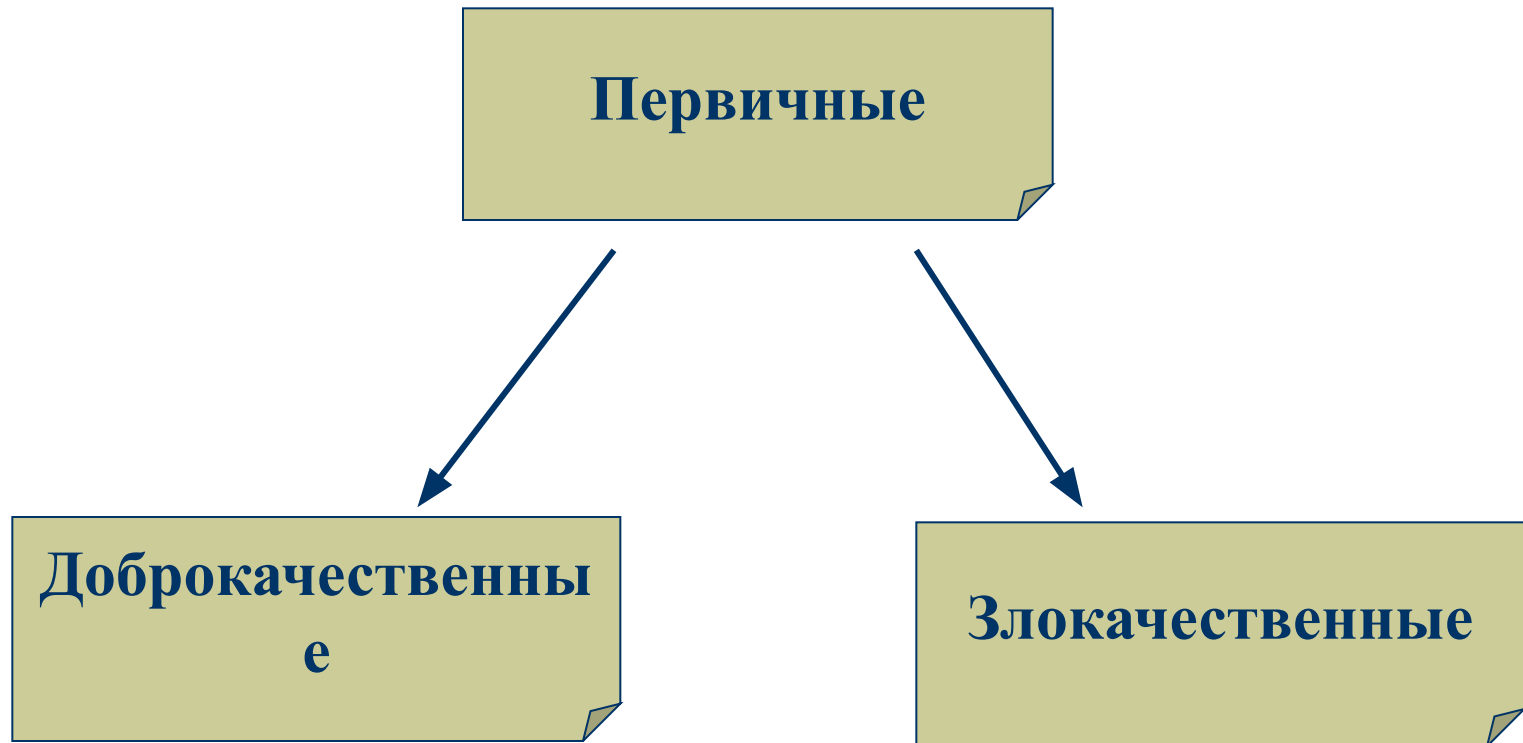 Первичные
Доброкачественны
е
Злокачественные